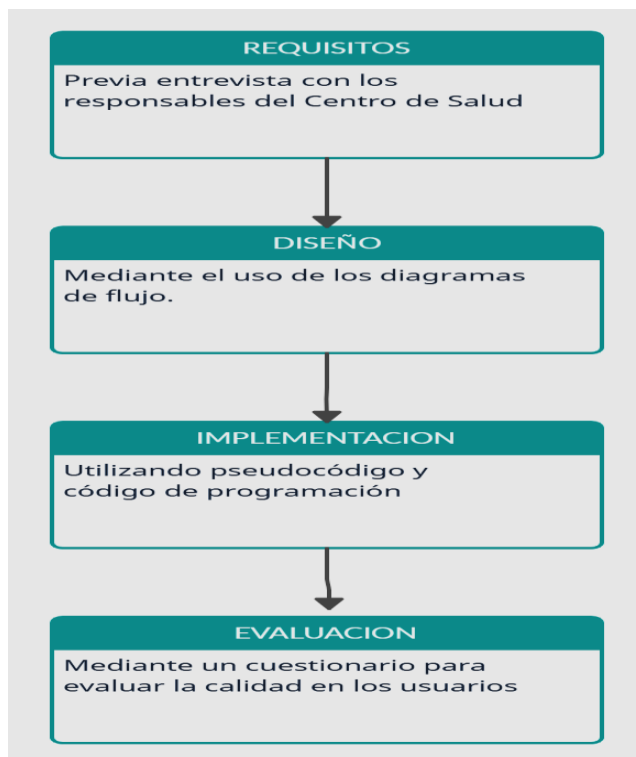 REQUISITOS
Previa entrevista con los
responsables del Centro de Salud
DISEÑO
Mediante el uso de los diagramas
de flujo.
IMPLEMENTACION
Utilizando pseudocódigo y
código de programación
EVALUACION
Mediante un cuestionario para
evaluar la calidad en los usuarios